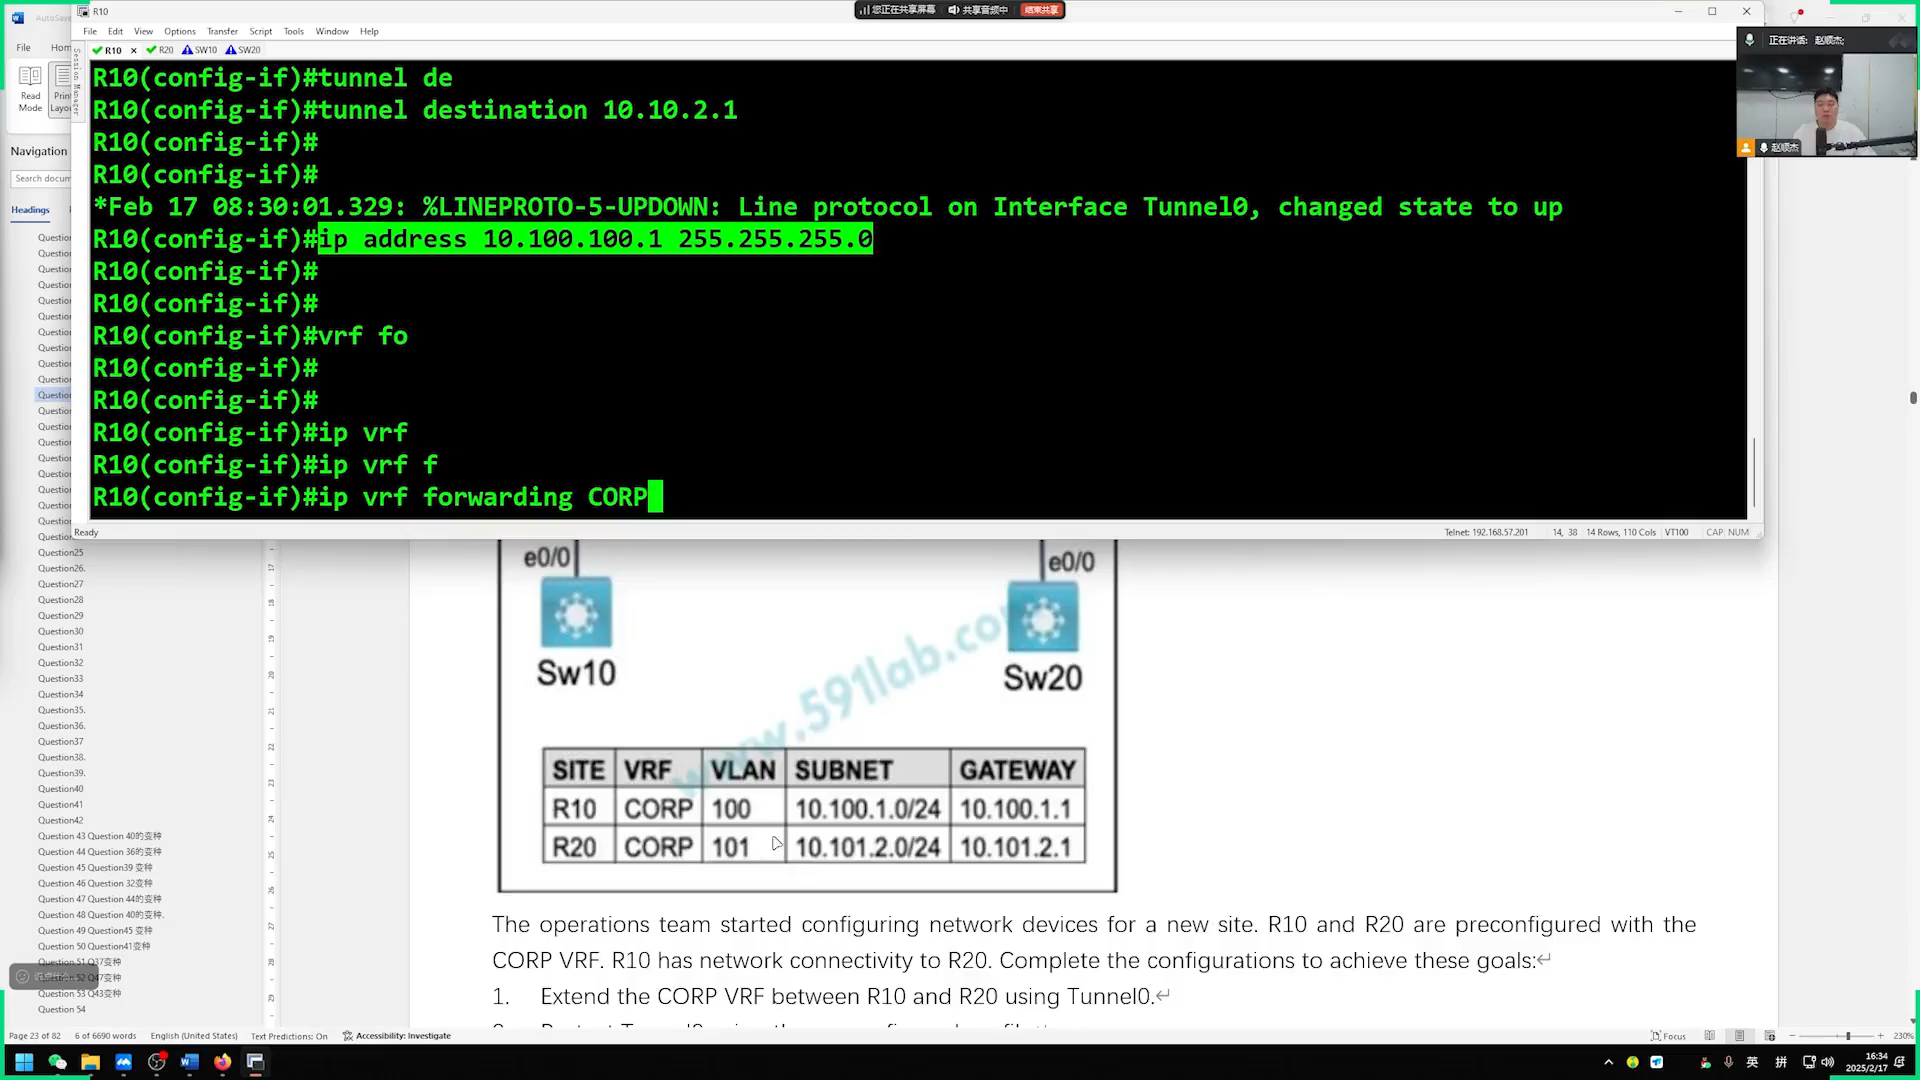 AutoSave
R10
您正在共享屏幕
共享音频中
结束共享
File Edit View Options Transfer Script Tools Window Help
R10 × R20 SW10 SW20
正在讲话: 赵顺杰;
赵顺杰
File
Hom
Read
Mode
Print
Layou
Session Manager
R10(config-if)#tunnel de
R10(config-if)#tunnel destination 10.10.2.1
R10(config-if)#
R10(config-if)#
*Feb 17 08:30:01.329: %LINEPROTO-5-UPDOWN: Line protocol on Interface Tunnel0, changed state to up
R10(config-if)#ip address 10.100.100.1 255.255.255.0
R10(config-if)#
R10(config-if)#
R10(config-if)#vrf fo
R10(config-if)#
R10(config-if)#
R10(config-if)#ip vrf
R10(config-if)#ip vrf f
R10(config-if)#ip vrf forwarding CORP
Ready
Telnet: 192.168.57.201 14, 38 14 Rows, 110 Cols VT100 CAP NUM
Navigation
Search docum
Headings
Question25
Question26.
Question27
Question28
Question29
Question30
Question31
Question32
Question33
Question34
Question35.
Question36.
Question37
Question38.
Question39.
Question40
Question41
Question42
Question 43 Question 40的变种
Question 44 Question 36的变种
Question 45 Question39 变种
Question 46 Question 32变种
Question 47 Question 44的变种
Question 48 Question 40的变种.
Question 49 Question45 变种
Question 50 Question41变种
Question 51 Q37变种
52 Q47变种
Question 53 Q43变种
Question 54
e0/0
e0/0
Sw10
Sw20
www.591lab.co
SITE VRF VLAN SUBNET GATEWAY
R10 CORP 100 10.100.1.0/24 10.100.1.1
R20 CORP 101 10.101.2.0/24 10.101.2.1
The operations team started configuring network devices for a new site. R10 and R20 are preconfigured with the
CORP VRF. R10 has network connectivity to R20. Complete the configurations to achieve these goals:↵
1. Extend the CORP VRF between R10 and R20 using Tunnel0.↵
Page 23 of 82 6 of 6690 words English (United States) Text Predictions: On Accessibility: Investigate
Focus
230%
英
拼
16:34
2025/2/17